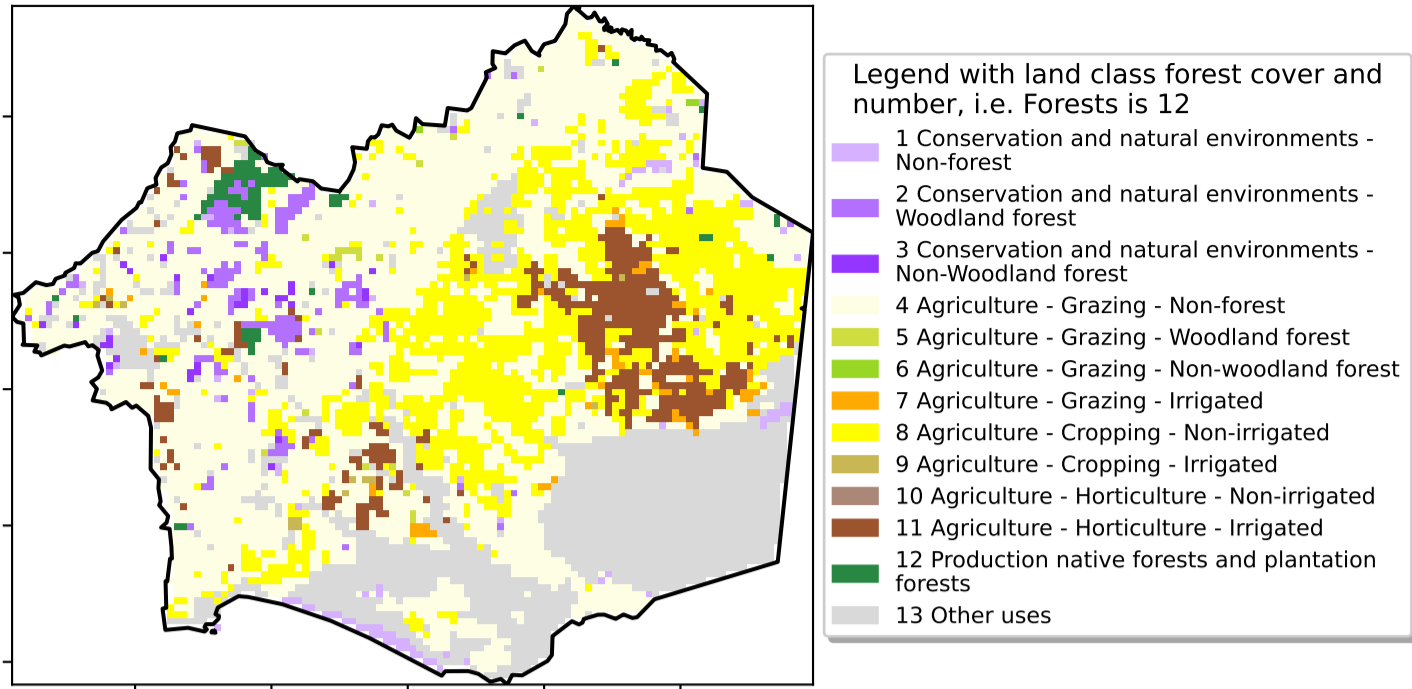 Legend with land class forest cover and
number, i.e. Forests is 12
1 Conservation and natural environments -
Non-forest
2 Conservation and natural environments -
Woodland forest
3 Conservation and natural environments -
Non-Woodland forest
4 Agriculture - Grazing - Non-forest
5 Agriculture - Grazing - Woodland forest
6 Agriculture - Grazing - Non-woodland forest
7 Agriculture - Grazing - Irrigated
8 Agriculture - Cropping - Non-irrigated
9 Agriculture - Cropping - Irrigated
10 Agriculture - Horticulture - Non-irrigated
11 Agriculture - Horticulture - Irrigated
12 Production native forests and plantation
forests
13 Other uses